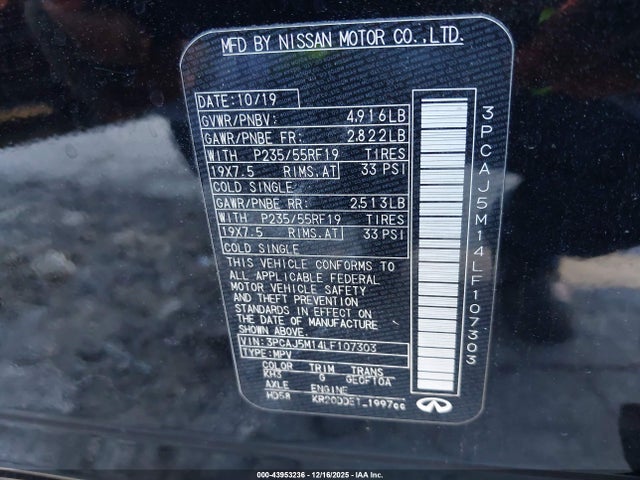 MFD BY NISSAN MOTOR CO.,LTD.
DATE: 10/19
GVWR/PNBV: 4,916LB
GAWR/PNBE FR: 2,822LB
WITH P235/55RF19 TIRES
19X7.5 RIMS.AT 33 PSI
COLD SINGLE
GAWR/PNBE RR: 2,513LB
WITH P235/55RF19 TIRES
19X7.5 RIMS.AT 33 PSI
COLD SINGLE
THIS VEHICLE CONFORMS TO
ALL APPLICABLE FEDERAL
MOTOR VEHICLE SAFETY
AND THEFT PREVENTION
STANDARDS IN EFFECT ON
THE DATE OF MANUFACTURE
SHOWN ABOVE.
VIN: 3PCAJ5M14LF107303
TYPE: MPV
COLOR TRIM TRANS
KH3 G GECF10A
AXLE ENGINE
HD58 KR20DDET_1997cc
3PCAJ5M14LF107303
000-43953236 - 12/16/2025 - IAA Inc.